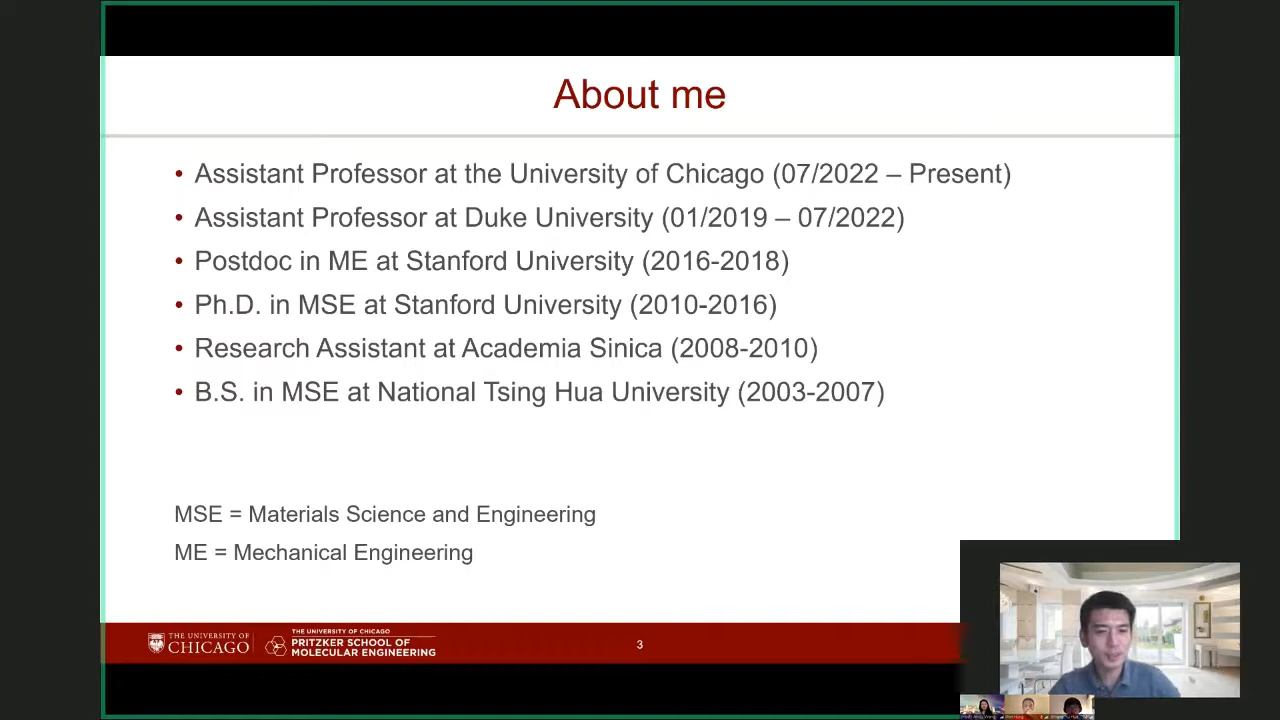 About me
• Assistant Professor at the University of Chicago (07/2022 – Present)
• Assistant Professor at Duke University (01/2019 – 07/2022)
• Postdoc in ME at Stanford University (2016-2018)
• Ph.D. in MSE at Stanford University (2010-2016)
• Research Assistant at Academia Sinica (2008-2010)
• B.S. in MSE at National Tsing Hua University (2003-2007)
MSE = Materials Science and Engineering
ME = Mechanical Engineering
THE UNIVERSITY OF
CHICAGO
THE UNIVERSITY OF CHICAGO
PRITZKER SCHOOL OF
MOLECULAR ENGINEERING
3